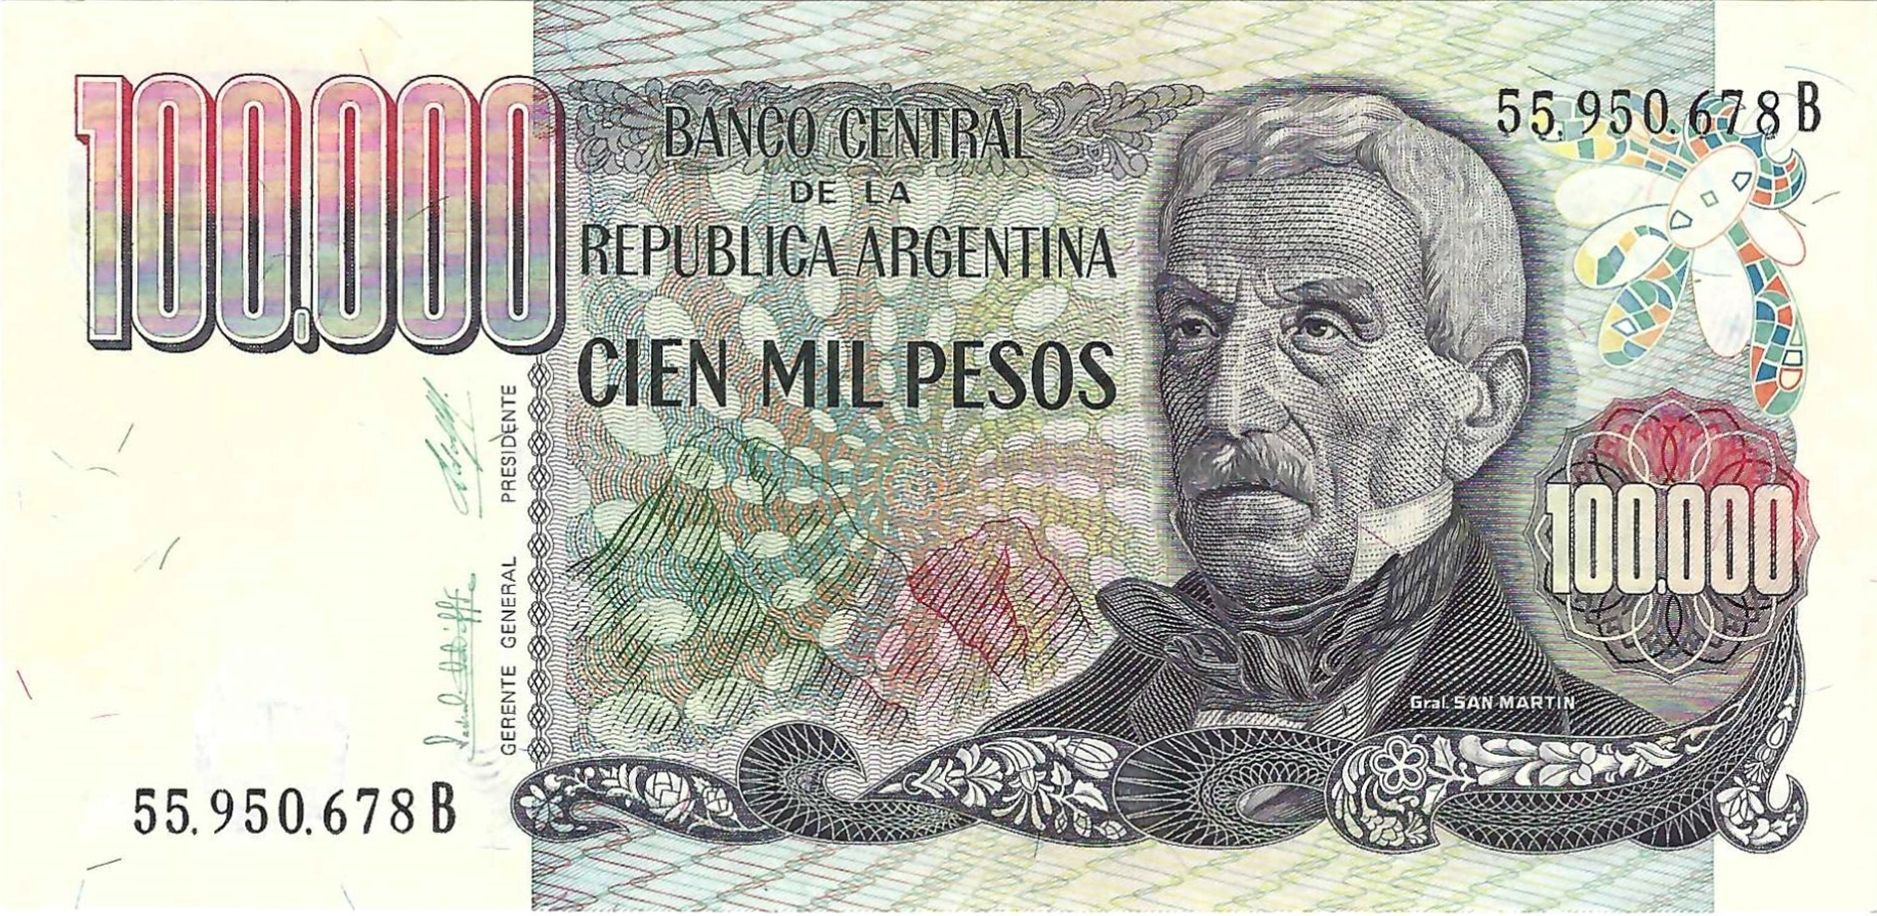 100.000
BANCO CENTRAL
DE LA
REPUBLICA ARGENTINA
CIEN MIL PESOS
55.950.678 B
100.000
Gral. SAN MARTIN
PRESIDENTE
GERENTE GENERAL
55.950.678 B